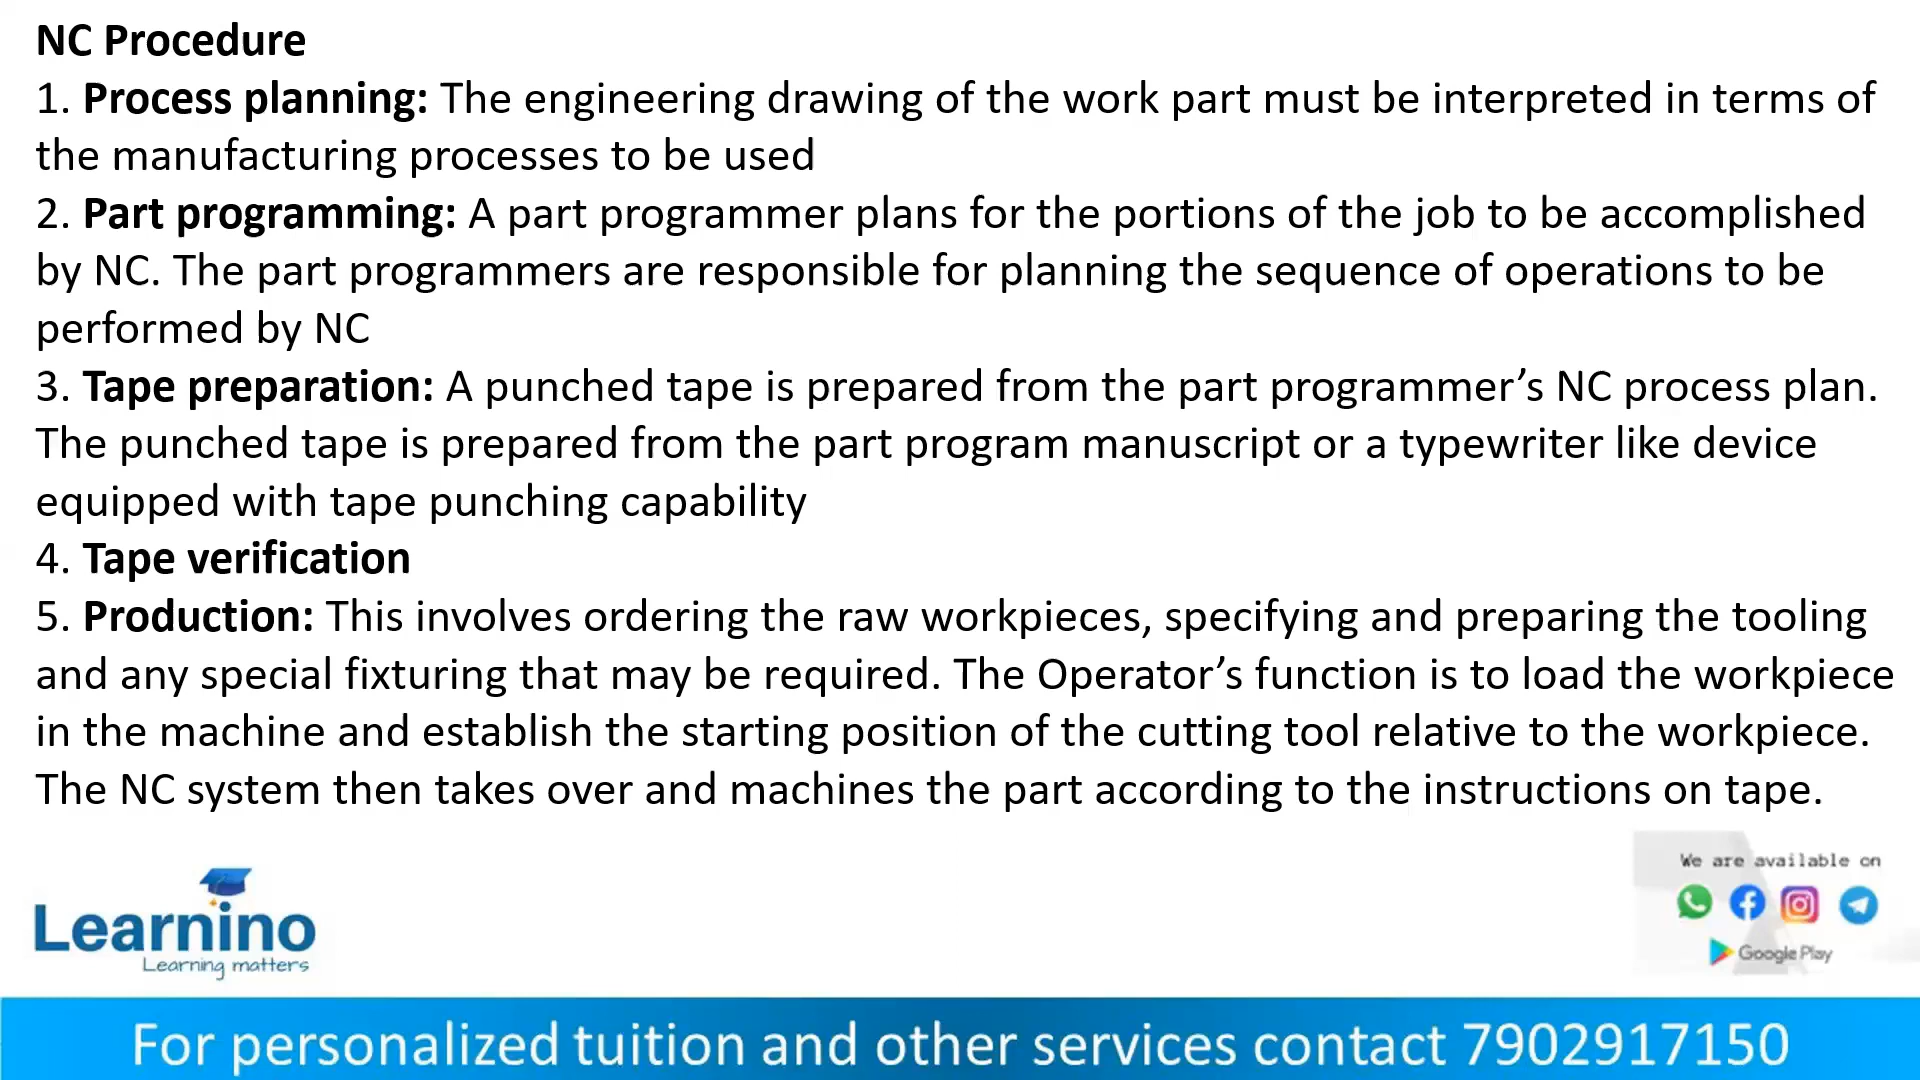 NC Procedure
1. Process planning: The engineering drawing of the work part must be interpreted in terms of
the manufacturing processes to be used
2. Part programming: A part programmer plans for the portions of the job to be accomplished
by NC. The part programmers are responsible for planning the sequence of operations to be
performed by NC
3. Tape preparation: A punched tape is prepared from the part programmer’s NC process plan.
The punched tape is prepared from the part program manuscript or a typewriter like device
equipped with tape punching capability
4. Tape verification
5. Production: This involves ordering the raw workpieces, specifying and preparing the tooling
and any special fixturing that may be required. The Operator’s function is to load the workpiece
in the machine and establish the starting position of the cutting tool relative to the workpiece.
The NC system then takes over and machines the part according to the instructions on tape.
Learnino
Learning matters
We are available on
Google Play
For personalized tuition and other services contact 7902917150